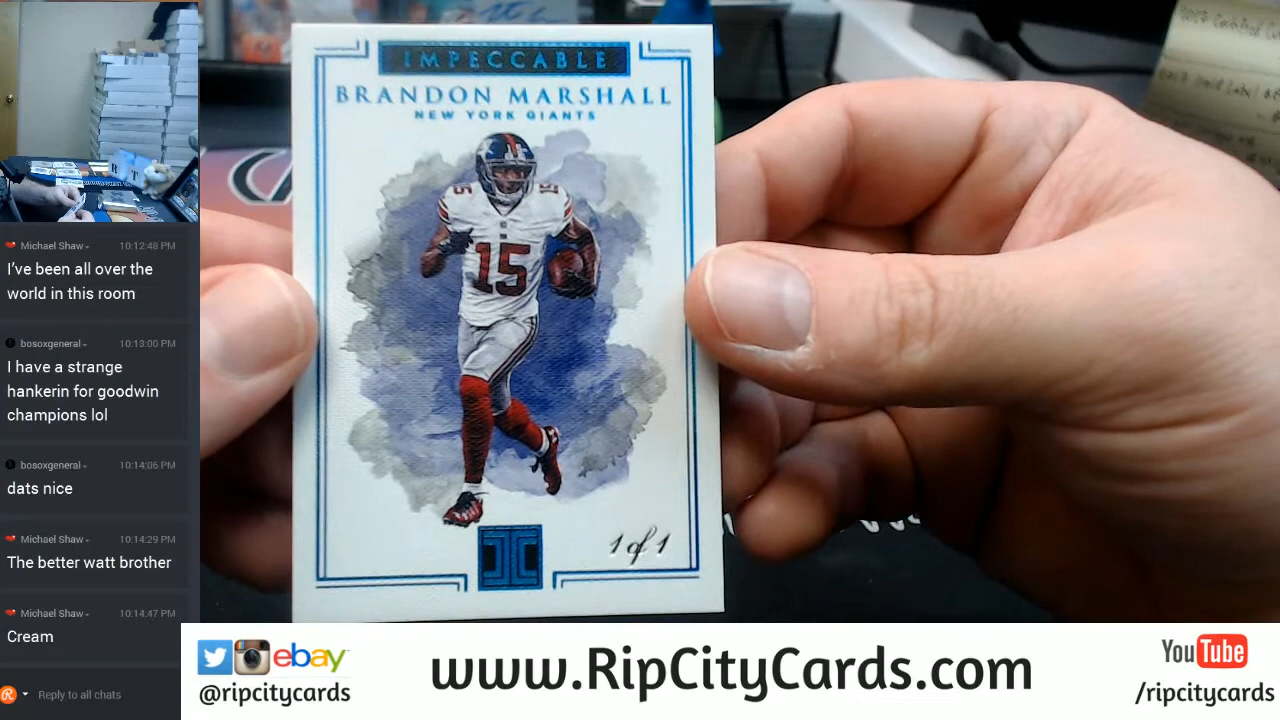 IMPECCABLE
BRANDON MARSHALL
NEW YORK GIANTS
15
15
15
1 of 1
Michael Shaw 10:12:48 PM
I've been all over the
world in this room
bosoxgeneral 10:13:00 PM
I have a strange
hankerin for goodwin
champions lol
bosoxgeneral 10:14:06 PM
dats nice
Michael Shaw 10:14:29 PM
The better watt brother
Michael Shaw 10:14:47 PM
Cream
Reply to all chats
ebay
@ripcitycards
www.RipCityCards.com
YouTube
/ripcitycards